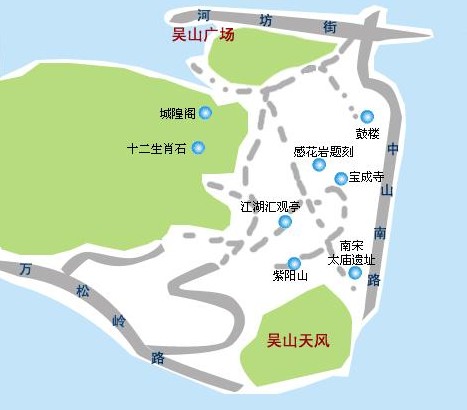 河坊街
吴山广场
城隍阁
鼓楼
十二生肖石
感花岩题刻
宝成寺
中山南路
江湖汇观亭
南宋
太庙遗址
紫阳山
万松岭路
吴山天风